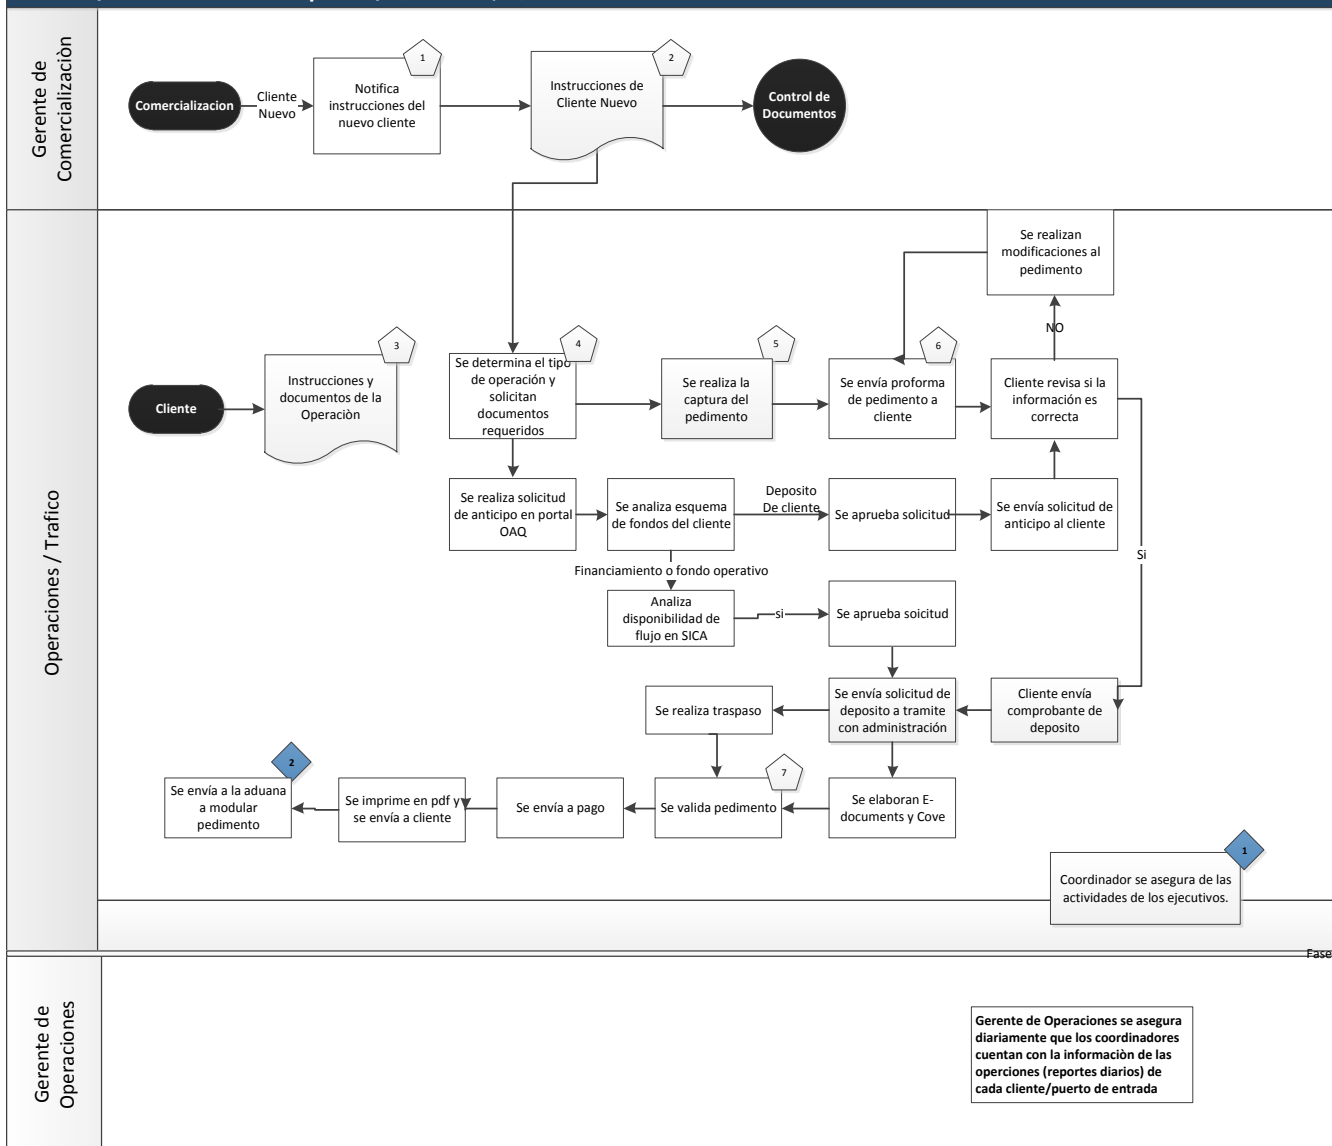 Gerente de
Comercializaciòn
Comercializacion
Cliente
Nuevo
1
Notifica
instrucciones del
nuevo cliente
2
Instrucciones de
Cliente Nuevo
Control de
Documentos
Operaciones / Trafico
Se realizan
modificaciones al
pedimento
NO
Cliente
3
Instrucciones y
documentos de la
Operaciòn
4
Se determina el tipo
de operación y
solicitan
documentos
requeridos
5
Se realiza la
captura del
pedimento
6
Se envía proforma
de pedimento a
cliente
Cliente revisa si la
información es
correcta
Si
Se realiza solicitud
de anticipo en portal
OAQ
Se analiza esquema
de fondos del cliente
Deposito
De cliente
Se aprueba solicitud
Se envía solicitud de
anticipo al cliente
Financiamiento o fondo operativo
Analiza
disponibilidad de
flujo en SICA
si
Se aprueba soicitud
Se realiza traspaso
Se envía solicitud de
deposito a tramite
con administración
Cliente envía
comprobante de
deposito
2
Se envía a la aduana
a modular
pedimento
Se imprime en pdf y
se envía a cliente
Se envía a pago
7
Se valida pedimento
Se elaboran E-
documents y Cove
1
Coordinador se asegura de las
actividades de los ejecutivos.
Fase
Gerente de
Operaciones
Gerente de Operaciones se asegura
diariamente que los coordinadores
cuentan con la informaciòn de las
operciones (reportes diarios) de
cada cliente/puerto de entrada